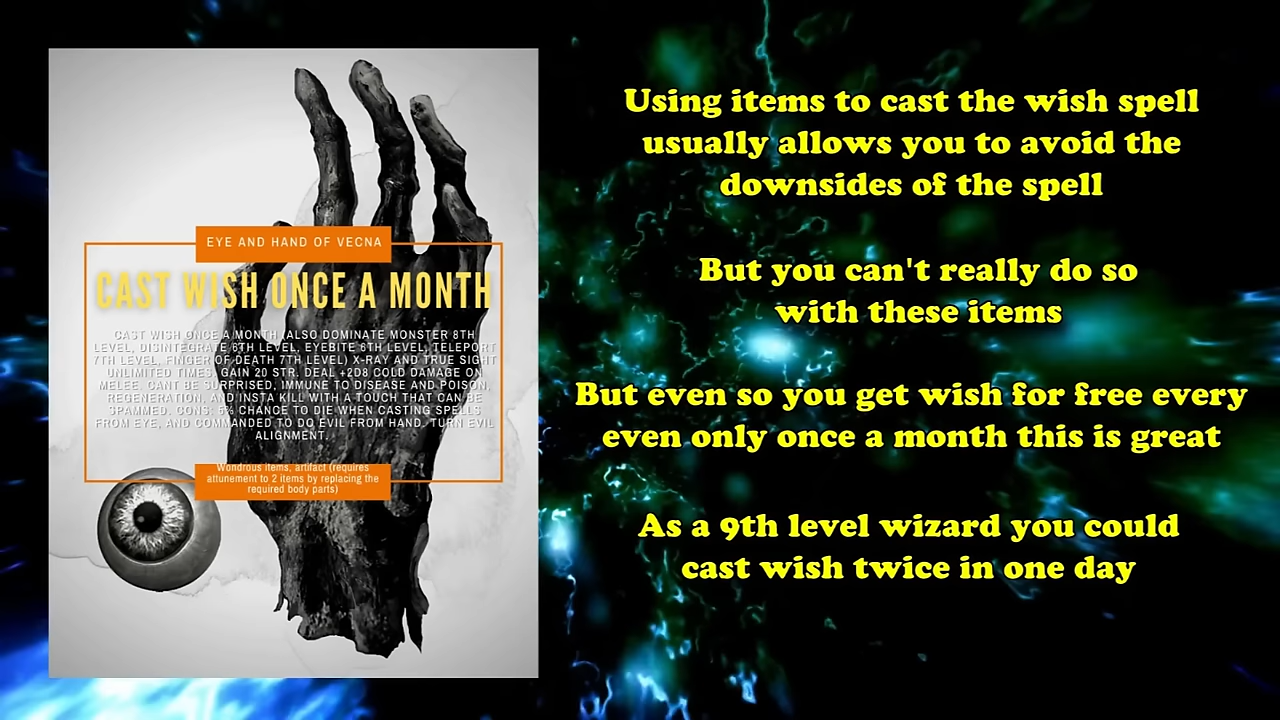 EYE AND HAND OF VECNA
CAST WISH ONCE A MONTH
CAST WISH ONCE A MONTH (ALSO DOMINATE MONSTER 8TH
LEVEL, DISINTEGRATE 6TH LEVEL, EYEBITE 6TH LEVEL, TELEPORT
7TH LEVEL, FINGER OF DEATH 7TH LEVEL) X-RAY AND TRUE SIGHT
UNLIMITED TIMES. GAIN 20 STR. DEAL +2D8 COLD DAMAGE ON
MELEE. CANT BE SURPRISED, IMMUNE TO DISEASE AND POISON,
REGENERATION, AND INSTA KILL WITH A TOUCH THAT CAN BE
SPAMMED. CONS: 5% CHANCE TO DIE WHEN CASTING SPELLS
FROM EYE, AND COMMANDED TO DO EVIL FROM HAND. TURN EVIL
ALIGNMENT.
Wondrous items, artifact (requires
attunement to 2 items by replacing the
required body parts)
Using items to cast the wish spell
usually allows you to avoid the
downsides of the spell
But you can't really do so
with these items
But even so you get wish for free every
even only once a month this is great
As a 9th level wizard you could
cast wish twice in one day